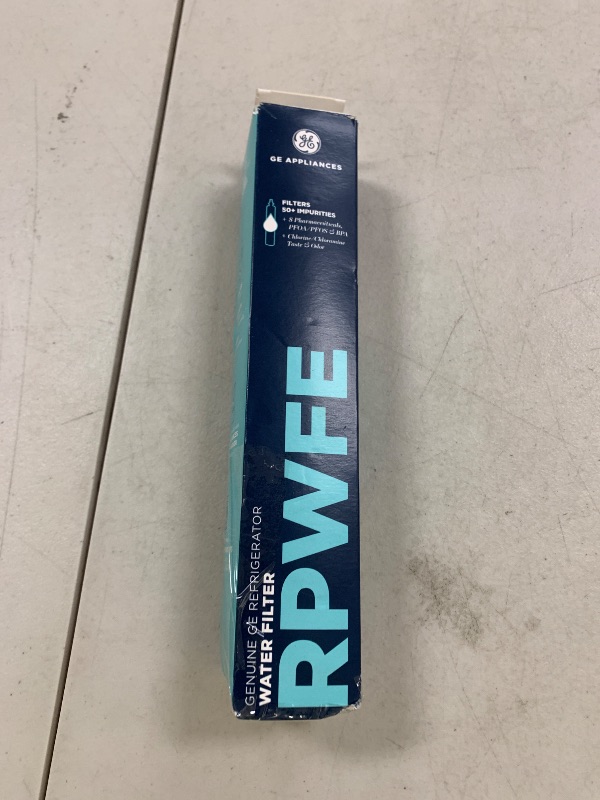 GE
GE APPLIANCES
FILTERS
50+ IMPURITIES
+ 8 Pharmaceuticals,
PFOA/PFOS & BPA
+ Chlorine/Chloramine
Taste & Odor
GENUINE GE REFRIGERATOR
WATER FILTER
RPWFE